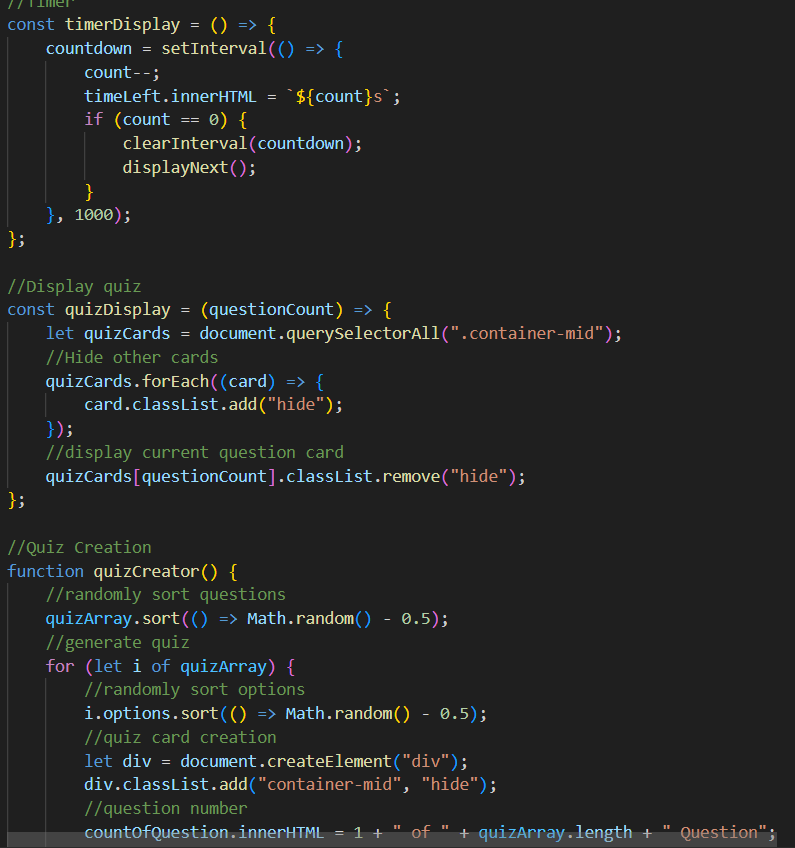 //Timer
const timerDisplay = () => {
    countdown = setInterval(() => {
        count--;
        timeLeft.innerHTML = `${count}s`;
        if (count == 0) {
            clearInterval(countdown);
            displayNext();
        }
    }, 1000);
};

//Display quiz
const quizDisplay = (questionCount) => {
    let quizCards = document.querySelectorAll(".container-mid");
    //Hide other cards
    quizCards.forEach((card) => {
        card.classList.add("hide");
    });
    //display current question card
    quizCards[questionCount].classList.remove("hide");
};

//Quiz Creation
function quizCreator() {
    //randomly sort questions
    quizArray.sort(() => Math.random() - 0.5);
    //generate quiz
    for (let i of quizArray) {
        //randomly sort options
        i.options.sort(() => Math.random() - 0.5);
        //quiz card creation
        let div = document.createElement("div");
        div.classList.add("container-mid", "hide");
        //question number
        countOfQuestion.innerHTML = 1 + " of " + quizArray.length + " Question";